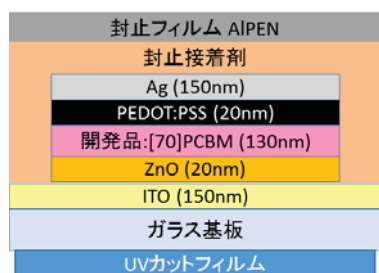 封止フィルム AlPEN
封止接着剤
Ag (150nm)
PEDOT:PSS (20nm)
開発品:[70]PCBM (130nm)
ZnO (20nm)
ITO (150nm)
ガラス基板
UVカットフィルム